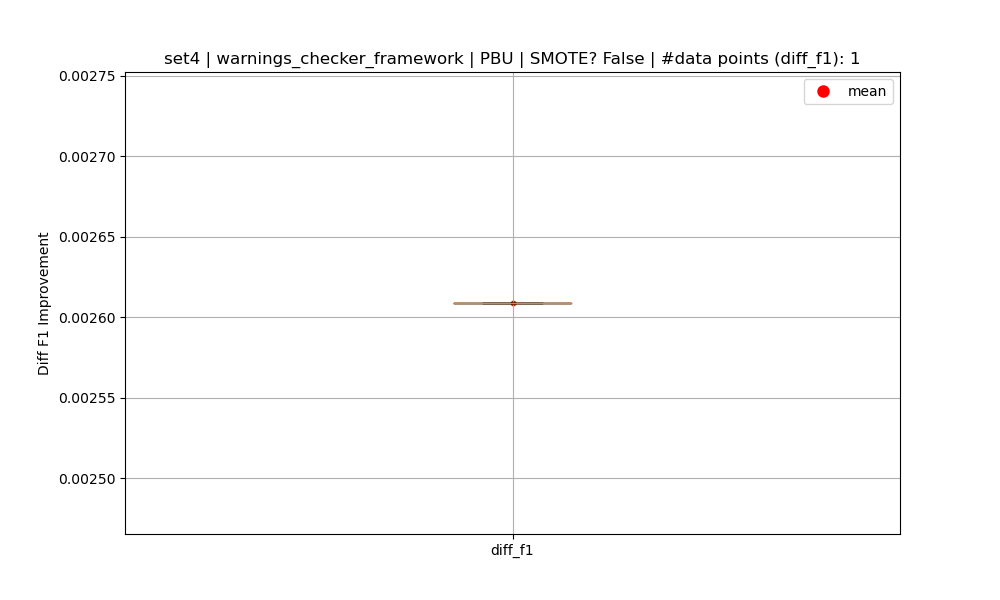 set4 | warnings_checker_framework | PBU | SMOTE? False | #data points (diff_f1): 1
mean
0.00275
0.00270
0.00265
0.00260
0.00255
0.00250
Diff F1 Improvement
diff_f1